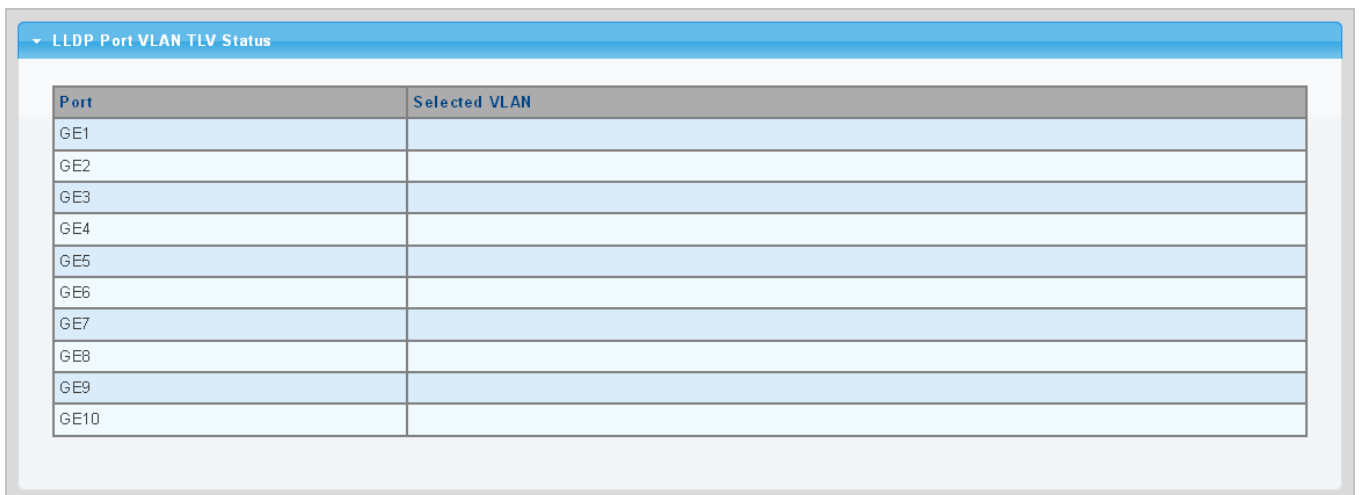 LLDP Port VLAN TLV Status
Port Selected VLAN
GE1
GE2
GE3
GE4
GE5
GE6
GE7
GE8
GE9
GE10